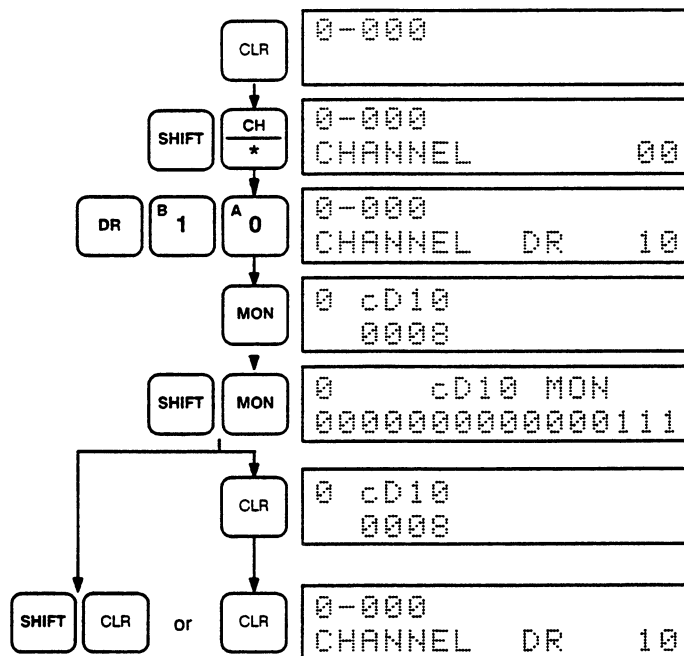 CLR
0-000
SHIFT CH * 
0-000
CHANNEL 00
DR B 1 A 0
0-000
CHANNEL DR 10
MON
0 cD10
0008
SHIFT MON
0 cD10 MON
0000000000000111
CLR
0 cD10
0008
SHIFT CLR or CLR
0-000
CHANNEL DR 10